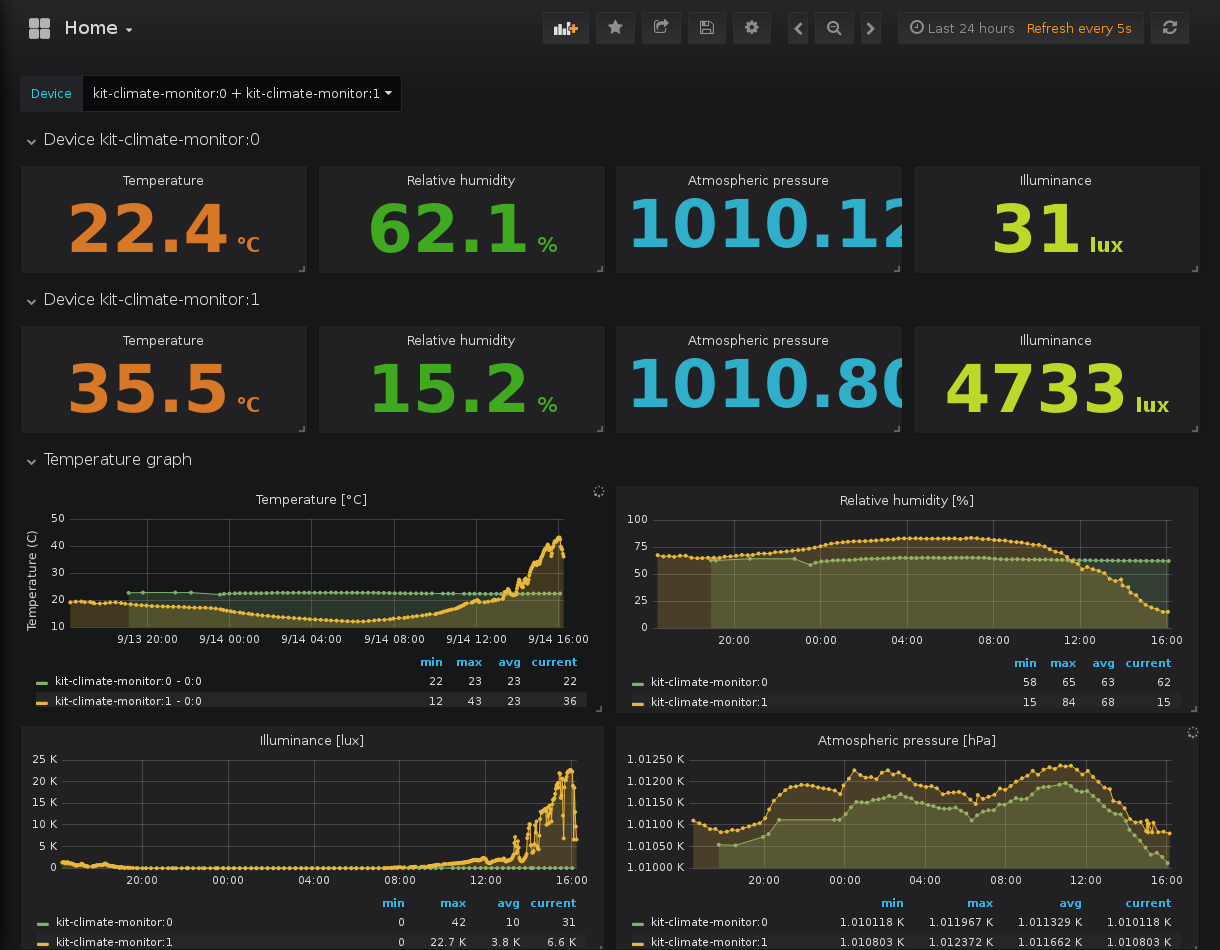 Home
Last 24 hours Refresh every 5s
Device kit-climate-monitor:0 + kit-climate-monitor:1
Device kit-climate-monitor:0
Temperature Relative humidity Atmospheric pressure Illuminance
22.4 °C 62.1 % 1010.12 31 lux
Device kit-climate-monitor:1
Temperature Relative humidity Atmospheric pressure Illuminance
35.5 °C 15.2 % 1010.80 4733 lux
Temperature graph
Temperature [°C]
Temperature (C)
50
40
30
20
10
9/13 20:00 9/14 00:00 9/14 04:00 9/14 08:00 9/14 12:00 9/14 16:00
min max avg current
kit-climate-monitor:0 - 0:0 22 23 23 22
kit-climate-monitor:1 - 0:0 12 43 23 36
Relative humidity [%]
100
75
50
25
0
20:00 00:00 04:00 08:00 12:00 16:00
min max avg current
kit-climate-monitor:0 58 65 63 62
kit-climate-monitor:1 15 84 68 15
Illuminance [lux]
25 K
20 K
15 K
10 K
5 K
0
20:00 00:00 04:00 08:00 12:00 16:00
min max avg current
kit-climate-monitor:0 0 42 10 31
kit-climate-monitor:1 0 22.7 K 3.8 K 6.6 K
Atmospheric pressure [hPa]
1.01250 K
1.01200 K
1.01150 K
1.01100 K
1.01050 K
1.01000 K
20:00 00:00 04:00 08:00 12:00 16:00
min max avg current
kit-climate-monitor:0 1.010118 K 1.011967 K 1.011329 K 1.010118 K
kit-climate-monitor:1 1.010803 K 1.012372 K 1.011662 K 1.010803 K